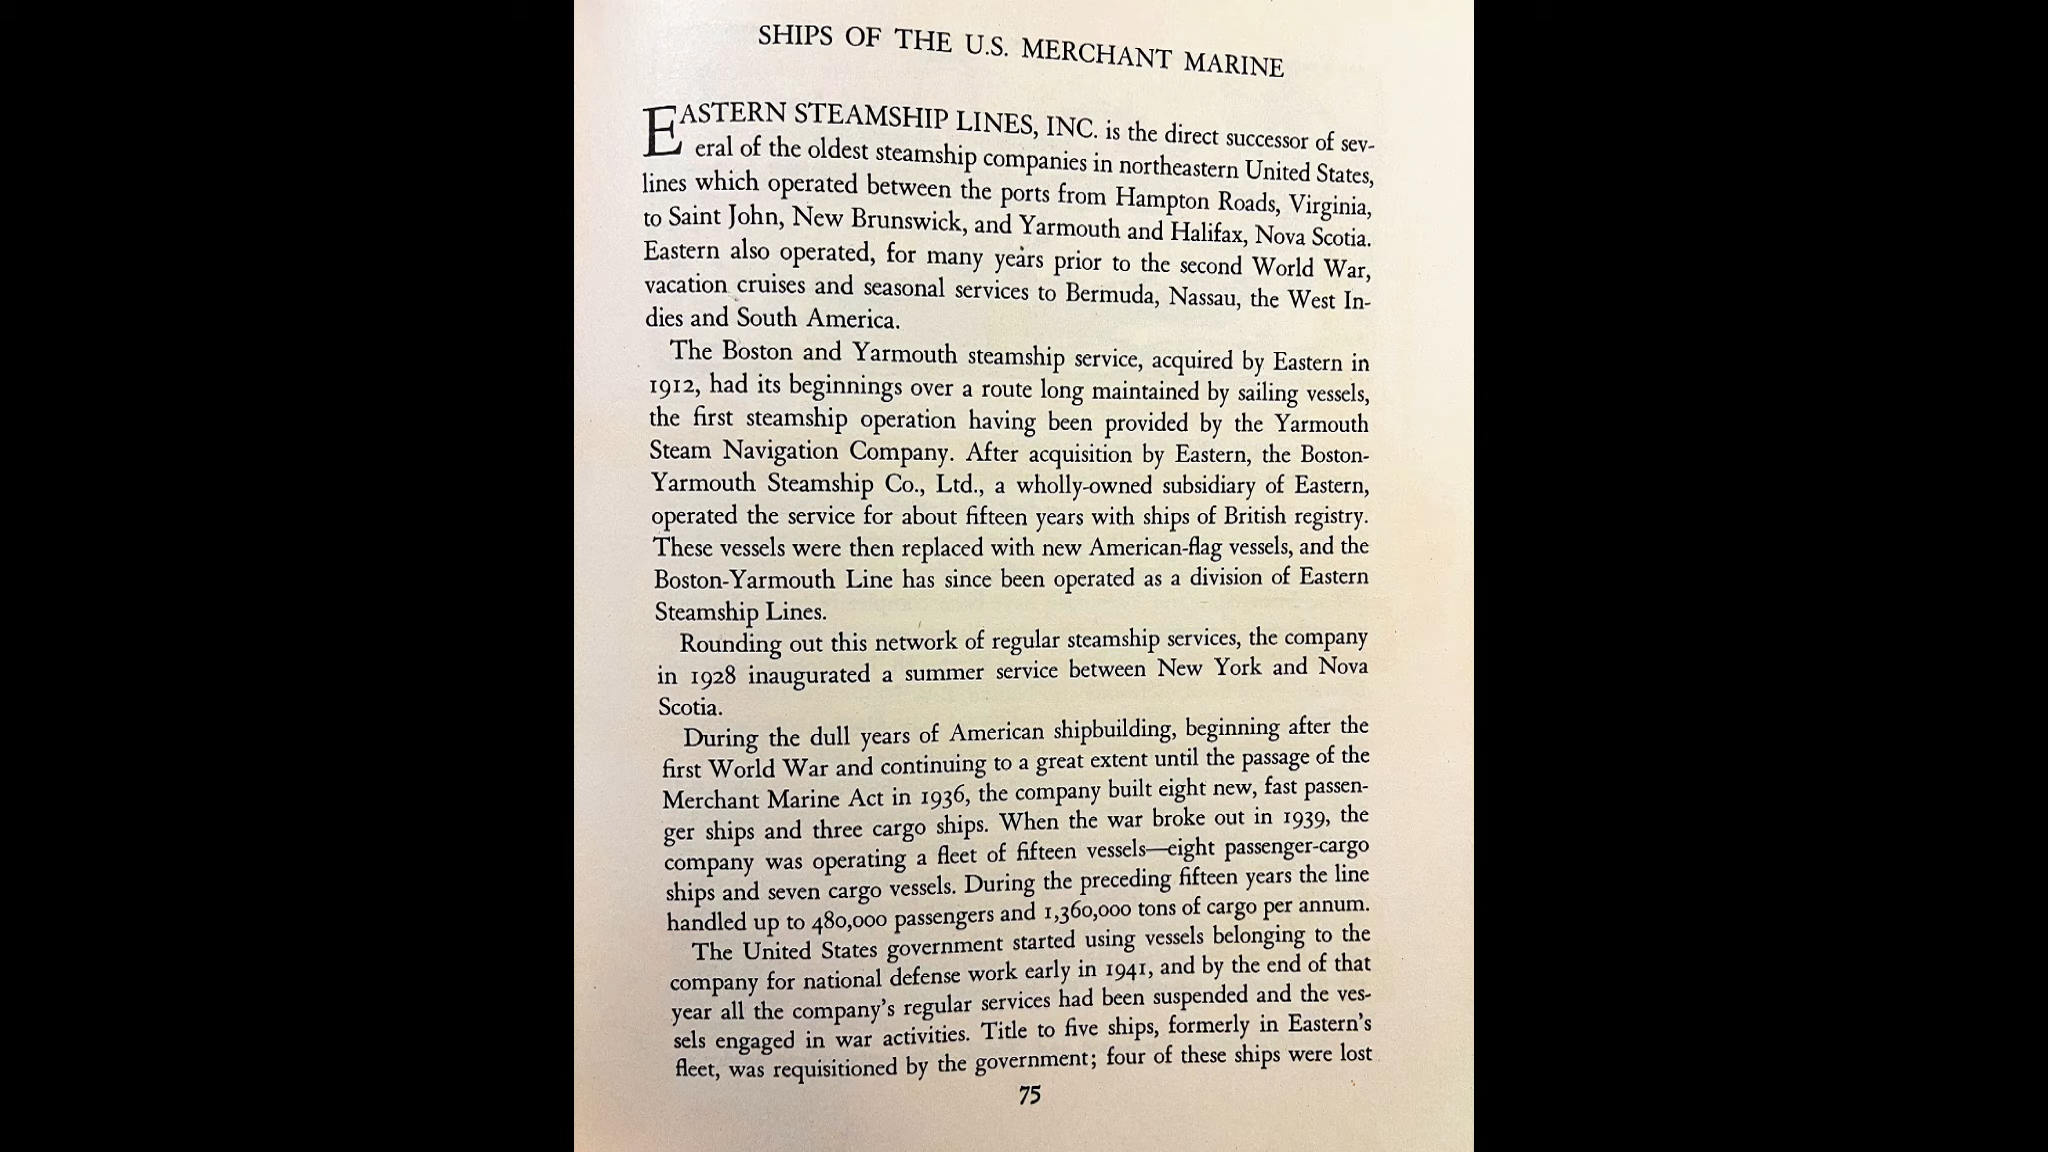 SHIPS OF THE U.S. MERCHANT MARINE
EASTERN STEAMSHIP LINES, INC. is the direct successor of sev-
eral of the oldest steamship companies in northeastern United States,
lines which operated between the ports from Hampton Roads, Virginia,
to Saint John, New Brunswick, and Yarmouth and Halifax, Nova Scotia.
Eastern also operated, for many years prior to the second World War,
vacation cruises and seasonal services to Bermuda, Nassau, the West In-
dies and South America.
The Boston and Yarmouth steamship service, acquired by Eastern in
1912, had its beginnings over a route long maintained by sailing vessels,
the first steamship operation having been provided by the Yarmouth
Steam Navigation Company. After acquisition by Eastern, the Boston-
Yarmouth Steamship Co., Ltd., a wholly-owned subsidiary of Eastern,
operated the service for about fifteen years with ships of British registry.
These vessels were then replaced with new American-flag vessels, and the
Boston-Yarmouth Line has since been operated as a division of Eastern
Steamship Lines.
Rounding out this network of regular steamship services, the company
in 1928 inaugurated a summer service between New York and Nova
Scotia.
During the dull years of American shipbuilding, beginning after the
first World War and continuing to a great extent until the passage of the
Merchant Marine Act in 1936, the company built eight new, fast passen-
ger ships and three cargo ships. When the war broke out in 1939, the
company was operating a fleet of fifteen vessels—eight passenger-cargo
ships and seven cargo vessels. During the preceding fifteen years the line
handled up to 480,000 passengers and 1,360,000 tons of cargo per annum.
The United States government started using vessels belonging to the
company for national defense work early in 1941, and by the end of that
year all the company's regular services had been suspended and the ves-
sels engaged in war activities. Title to five ships, formerly in Eastern's
fleet, was requisitioned by the government; four of these ships were lost
75